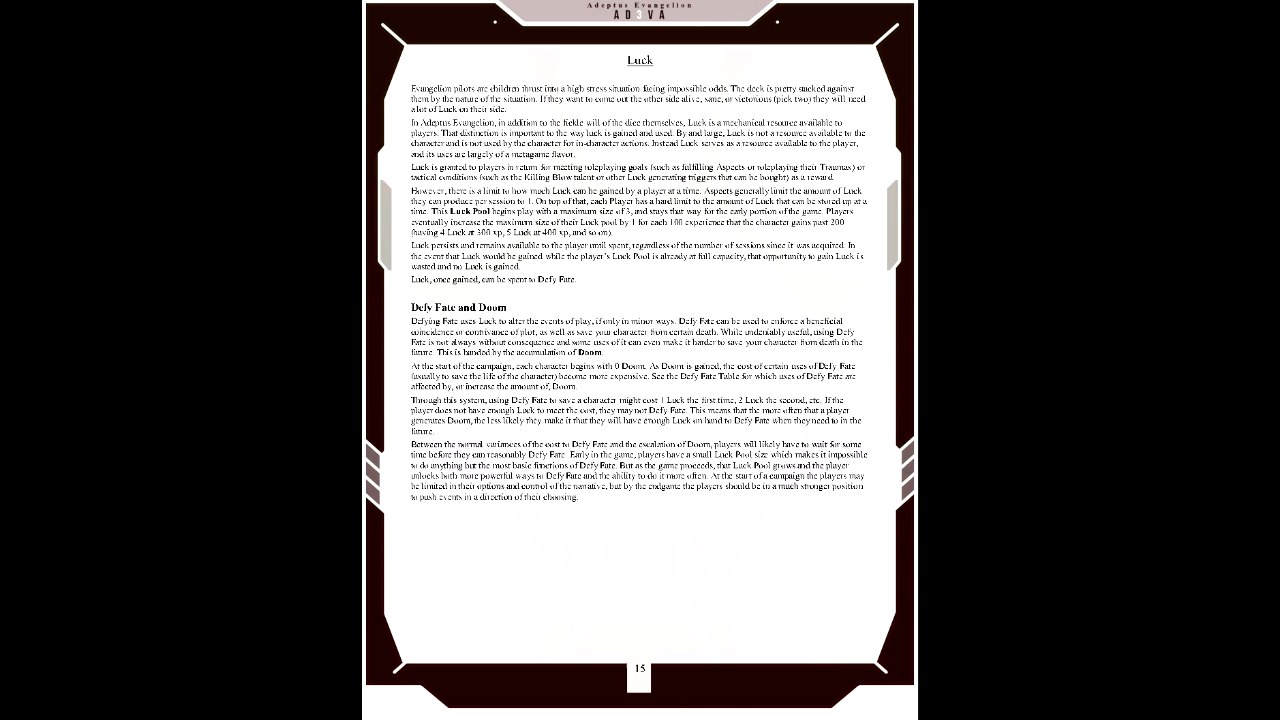 Adeptus Evangelion
AD3VA
Luck
Evangelion pilots are children thrust into a high stress situation facing impossible odds. The deck is pretty stacked against
them by the nature of the situation. If they want to come out the other side alive, sane, or victorious (pick two) they will need
a lot of Luck on their side.
In Adeptus Evangelion, in addition to the fickle will of the dice themselves, Luck is a mechanical resource available to
players. That distinction is important to the way luck is gained and used. By and large, Luck is not a resource available to the
character and is not used by the character for in-character actions. Instead Luck serves as a resource available to the player,
and its uses are largely of a metagame flavor.
Luck is granted to players in return for meeting roleplaying goals (such as fulfilling Aspects or roleplaying their Traumas) or
tactical conditions (such as the Killing Blow talent or other Luck generating triggers that can be bought) as a reward.
However, there is a limit to how much Luck can be gained by a player at a time. Aspects generally limit the amount of Luck
they can produce per session to 1. On top of that, each Player has a hard limit to the amount of Luck that can be stored up at a
time. This Luck Pool begins play with a maximum size of 3, and stays that way for the early portion of the game. Players
eventually increase the maximum size of their Luck pool by 1 for each 100 experience that the character gains past 200
(having 4 Luck at 300 xp, 5 Luck at 400 xp, and so on).
Luck persists and remains available to the player until spent, regardless of the number of sessions since it was acquired. In
the event that Luck would be gained while the player's Luck Pool is already at full capacity, that opportunity to gain Luck is
wasted and no Luck is gained.
Luck, once gained, can be spent to Defy Fate.
Defy Fate and Doom
Defying Fate uses Luck to alter the events of play, if only in minor ways. Defy Fate can be used to enforce a beneficial
coincidence or contrivance of plot, as well as save your character from certain death. While undeniably useful, using Defy
Fate is not always without consequence and some uses of it can even make it harder to save your character from death in the
future. This is handed by the accumulation of Doom.
At the start of the campaign, each character begins with 0 Doom. As Doom is gained, the cost of certain uses of Defy Fate
(usually to save the life of the character) become more expensive. See the Defy Fate Table for which uses of Defy Fate are
affected by, or increase the amount of, Doom.
Through this system, using Defy Fate to save a character might cost 1 Luck the first time, 2 Luck the second, etc. If the
player does not have enough Luck to meet the cost, they may not Defy Fate. This means that the more often that a player
generates Doom, the less likely they make it that they will have enough Luck on hand to Defy Fate when they need to in the
future.
Between the normal variances of the cost to Defy Fate and the escalation of Doom, players will likely have to wait for some
time before they can reasonably Defy Fate. Early in the game, players have a small Luck Pool size which makes it impossible
to do anything but the most basic functions of Defy Fate. But as the game proceeds, that Luck Pool grows and the player
unlocks both more powerful ways to Defy Fate and the ability to do it more often. At the start of a campaign the players may
be limited in their options and control of the narrative, but by the endgame the players should be in a much stronger position
to push events in a direction of their choosing.
15